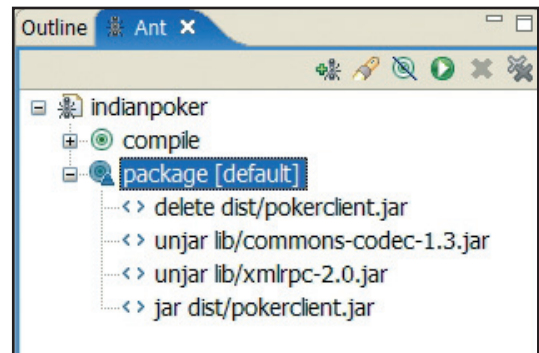 Outline Ant
indianpoker
compile
package [default]
delete dist/pokerclient.jar
unjar lib/commons-codec-1.3.jar
unjar lib/xmlrpc-2.0.jar
jar dist/pokerclient.jar